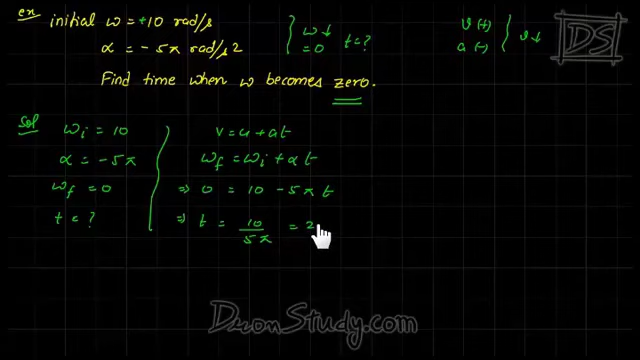 ex initial ω = +10 rad/s
α = -5π rad/s2
ω↓ = 0 t = ?
v (+)
a (-)
v↓
DS
Find time when ω becomes zero.
Sol ωi = 10
α = -5π
ωf = 0
t = ?
v = u + at
ωf = ωi + αt
⇒ 0 = 10 - 5π t
⇒ t = 10/5π = 2
DronStudy.com